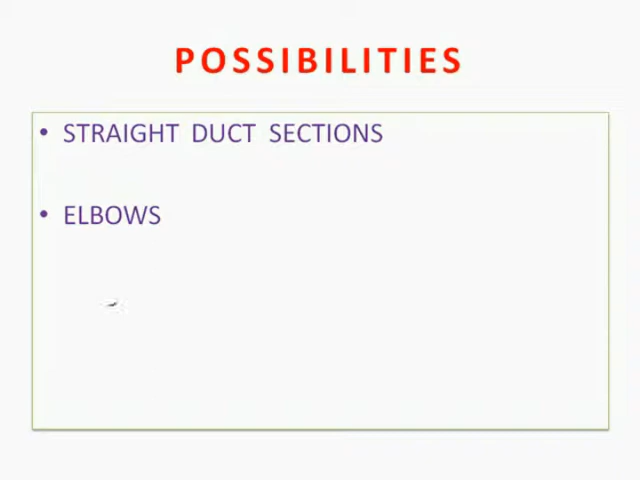 POSSIBILITIES
• STRAIGHT DUCT SECTIONS
• ELBOWS